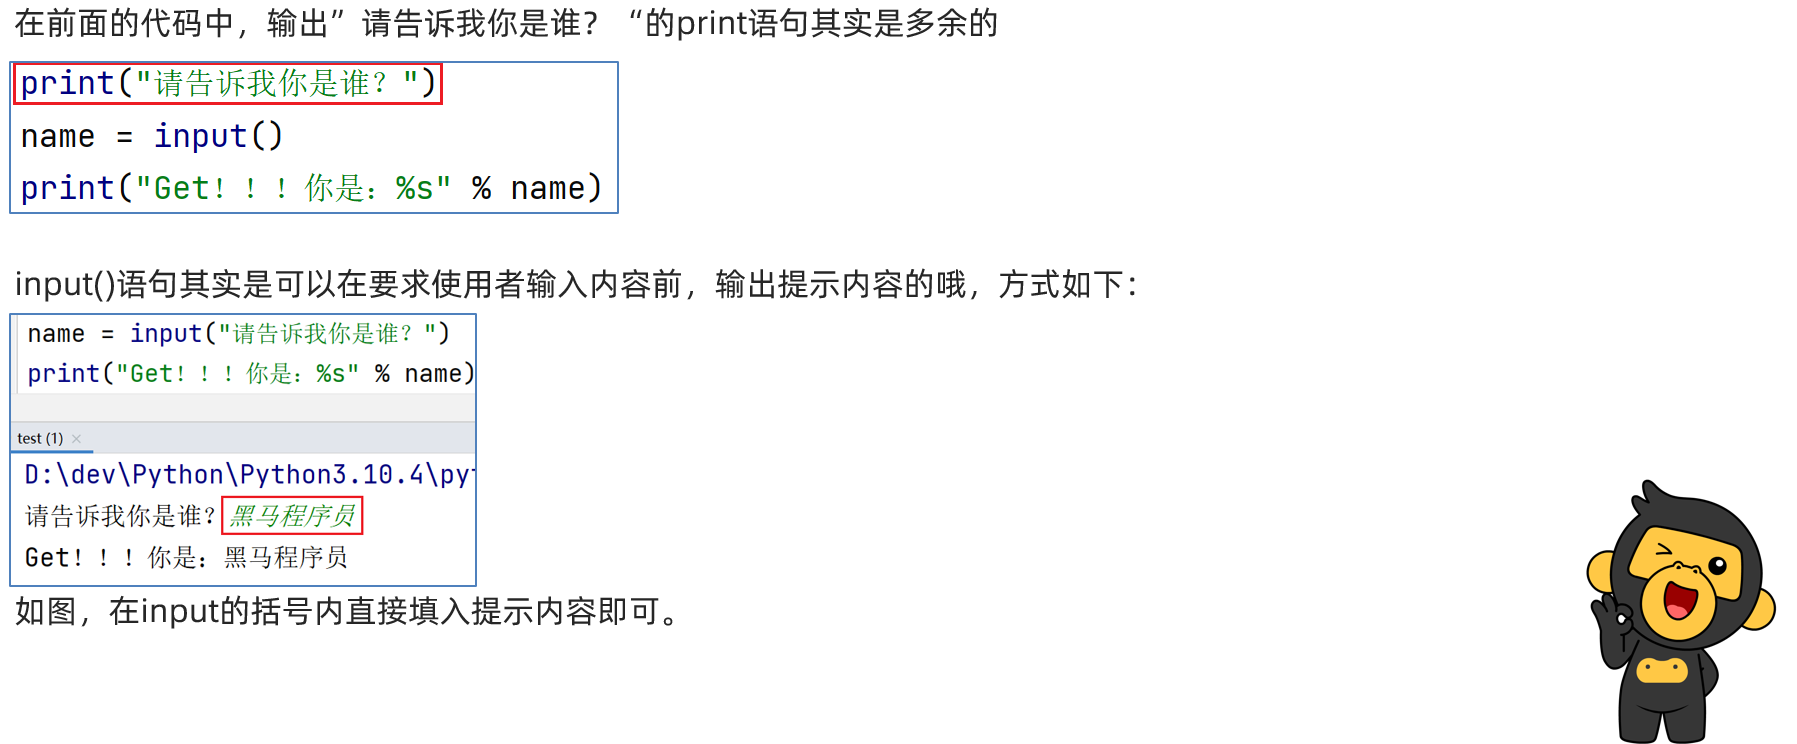 在前面的代码中，输出”请告诉我你是谁？“的print语句其实是多余的
print("请告诉我你是谁？")
name = input()
print("Get！！！你是：%s" % name)
input()语句其实是可以在要求使用者输入内容前，输出提示内容的哦，方式如下：
name = input("请告诉我你是谁？")
print("Get！！！你是：%s" % name)
test (1) ×
D:\dev\Python\Python3.10.4\pyt
请告诉我你是谁？黑马程序员
Get！！！你是：黑马程序员
如图，在input的括号内直接填入提示内容即可。